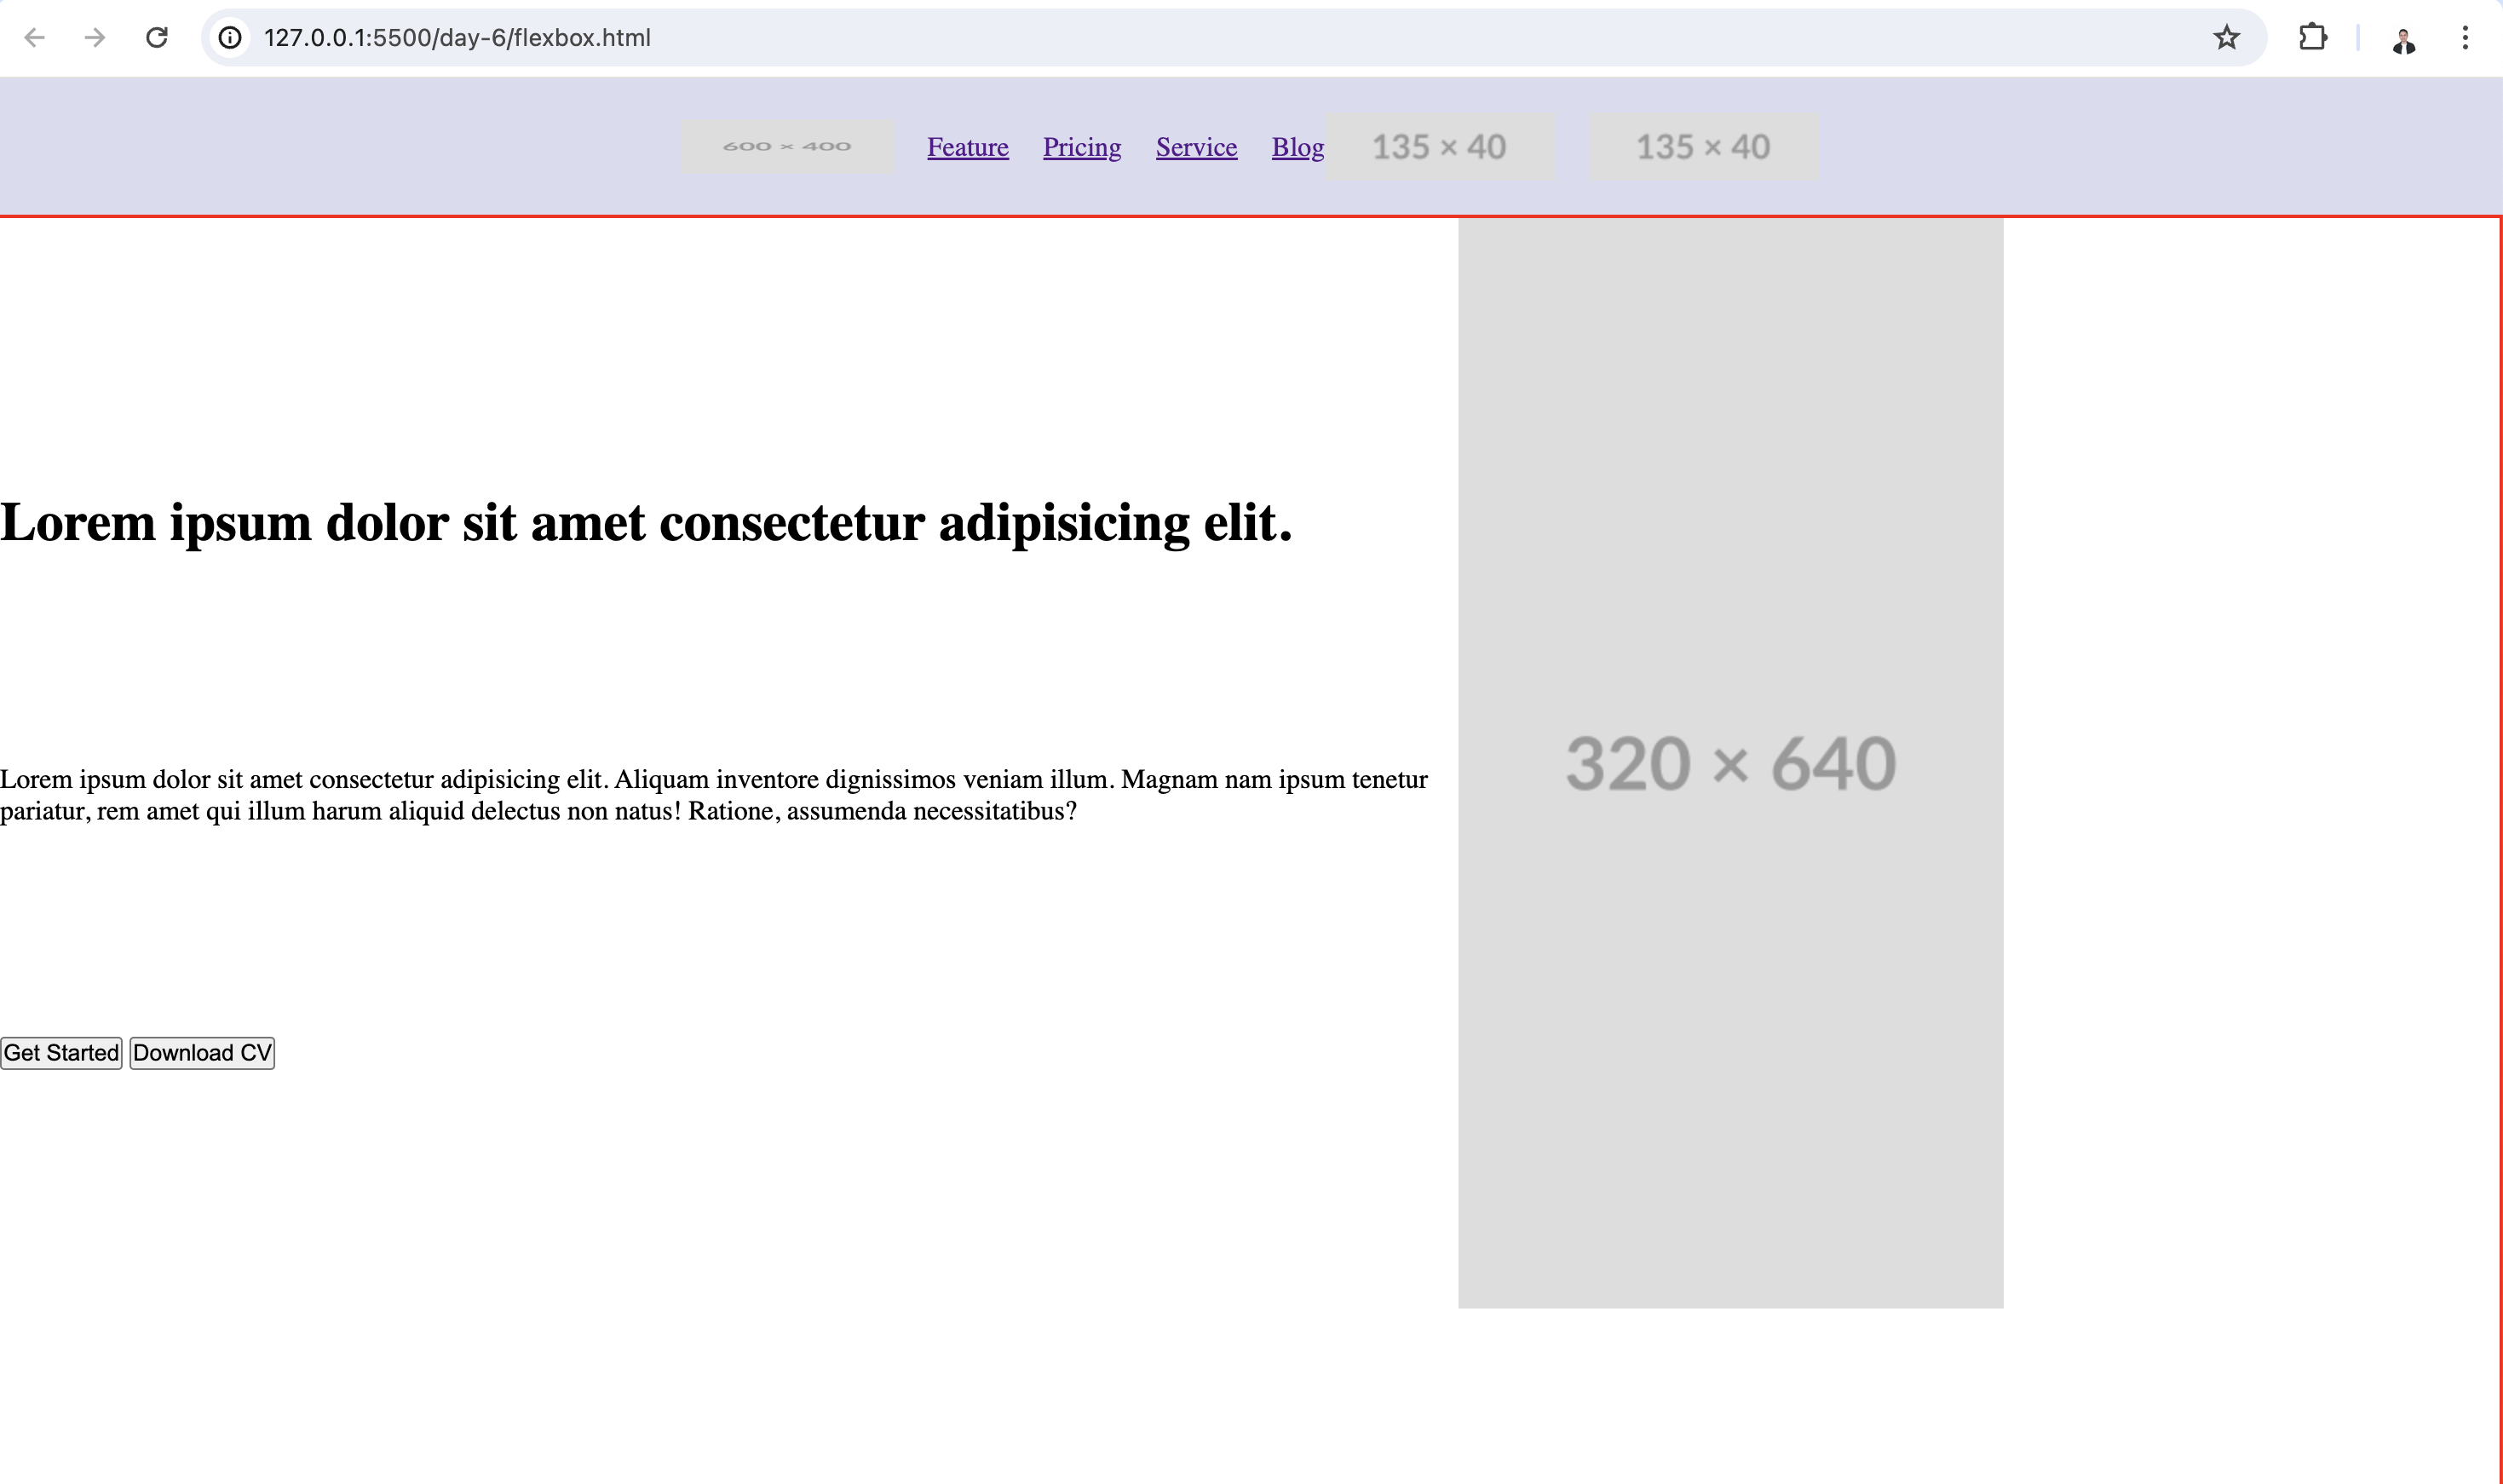 127.0.0.1:5500/day-6/flexbox.html
600 × 400 Feature Pricing Service Blog 135 × 40 135 × 40
Lorem ipsum dolor sit amet consectetur adipisicing elit.
320 × 640
Lorem ipsum dolor sit amet consectetur adipisicing elit. Aliquam inventore dignissimos veniam illum. Magnam nam ipsum tenetur
pariatur, rem amet qui illum harum aliquid delectus non natus! Ratione, assumenda necessitatibus?
Get Started Download CV